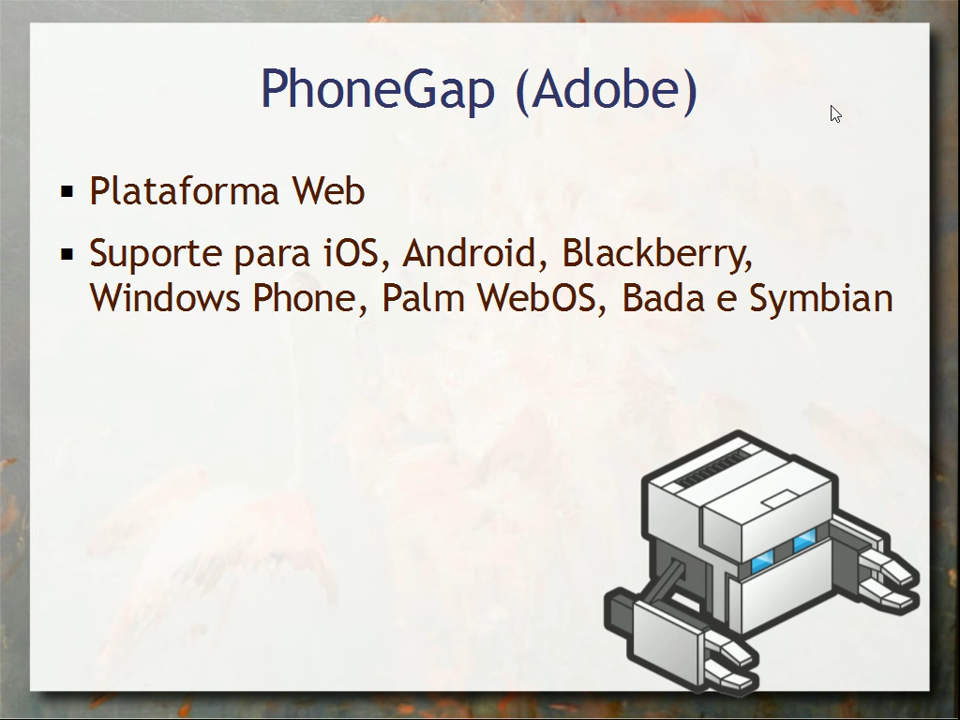 PhoneGap (Adobe)
▪ Plataforma Web
▪ Suporte para iOS, Android, Blackberry,
Windows Phone, Palm WebOS, Bada e Symbian